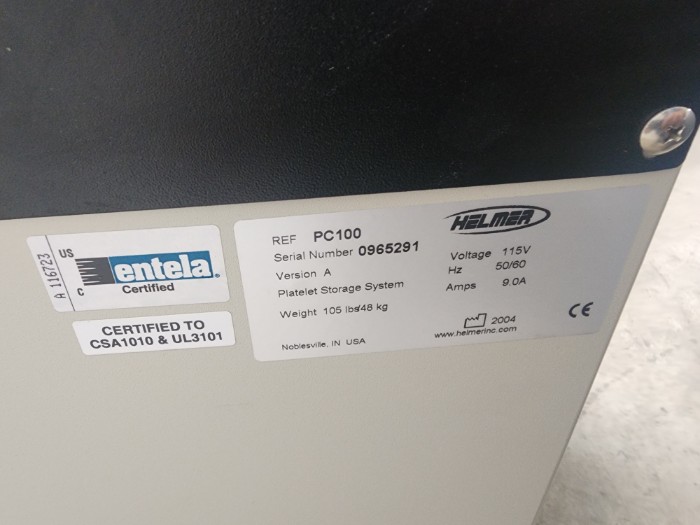 A 116723
US
C
entela®
Certified
CERTIFIED TO
CSA1010 & UL3101
HELMER
REF PC100
Serial Number 0965291
Version A
Platelet Storage System
Weight 105 lbs/48 kg
Noblesville, IN USA
Voltage 115V
Hz 50/60
Amps 9.0A
2004
www.helmerinc.com
CE